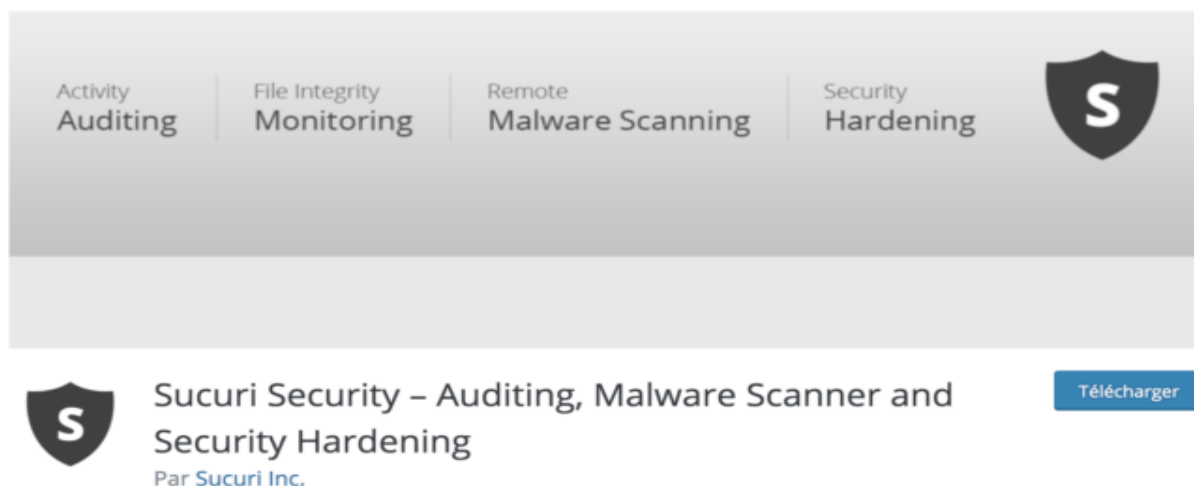 Activity
Auditing
File Integrity
Monitoring
Remote
Malware Scanning
Security
Hardening
S
S
Sucuri Security – Auditing, Malware Scanner and
Security Hardening
Télécharger
Par Sucuri Inc.